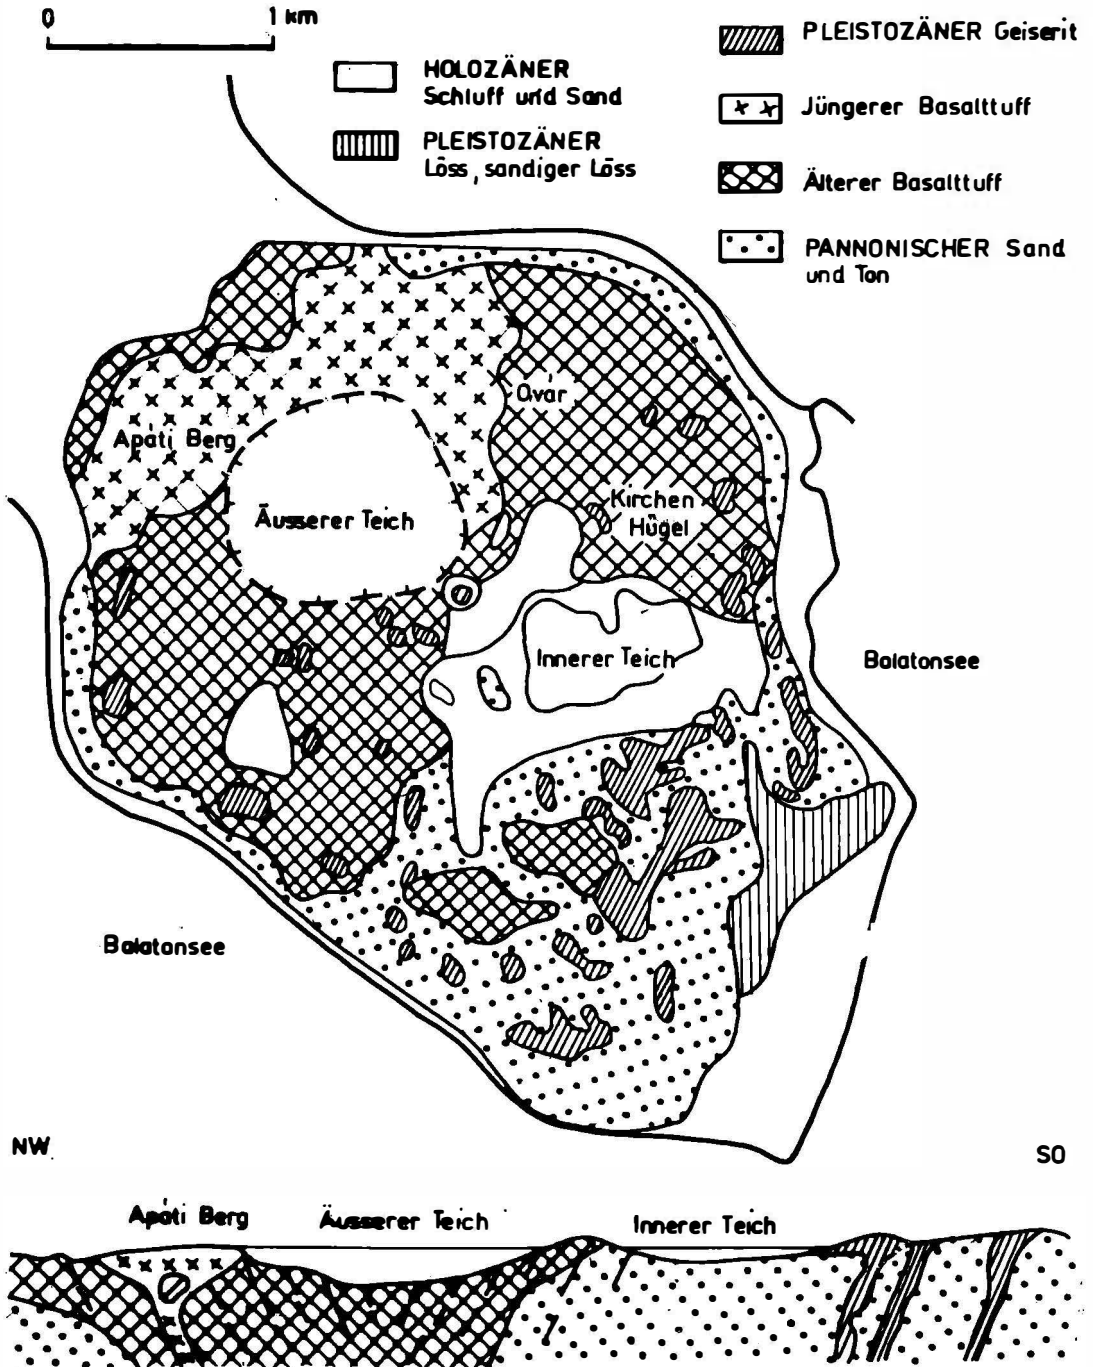 0 1 km
HOLOZÄNER
Schluff und Sand
PLEISTOZÄNER
Löss, sandiger Löss
PLEISTOZÄNER Geiserit
Jüngerer Basalttuff
Älterer Basalttuff
PANNONISCHER Sand
und Ton
Óvár
Apáti Berg
Äusserer Teich
Kirchen
Hügel
Innerer Teich
Balatonsee
Balatonsee
NW
SO
Apáti Berg Äusserer Teich Innerer Teich